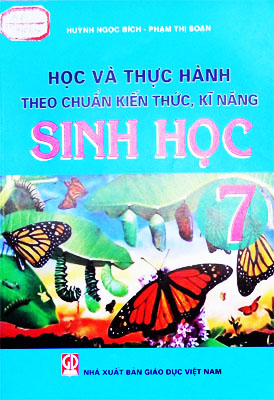 HUỲNH NGỌC BÍCH - PHẠM THỊ SOẠN
HỌC VÀ THỰC HÀNH
THEO CHUẨN KIẾN THỨC, KĨ NĂNG
SINH HỌC
7
NHÀ XUẤT BẢN GIÁO DỤC VIỆT NAM